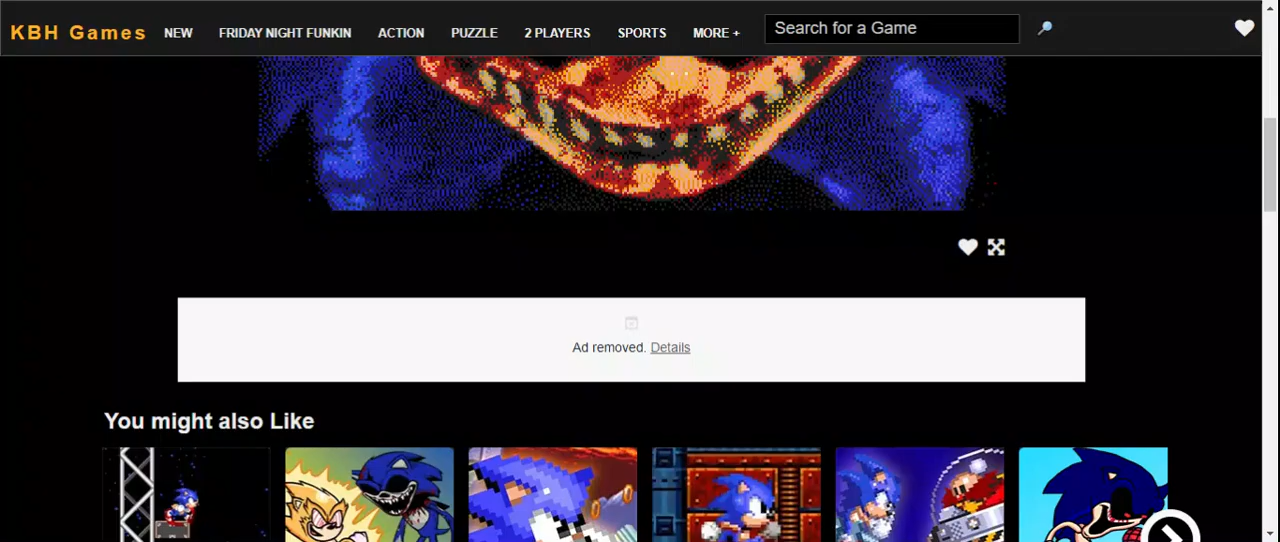 KBH Games NEW FRIDAY NIGHT FUNKIN ACTION PUZZLE 2 PLAYERS SPORTS MORE + Search for a Game
Ad removed. Details
You might also Like